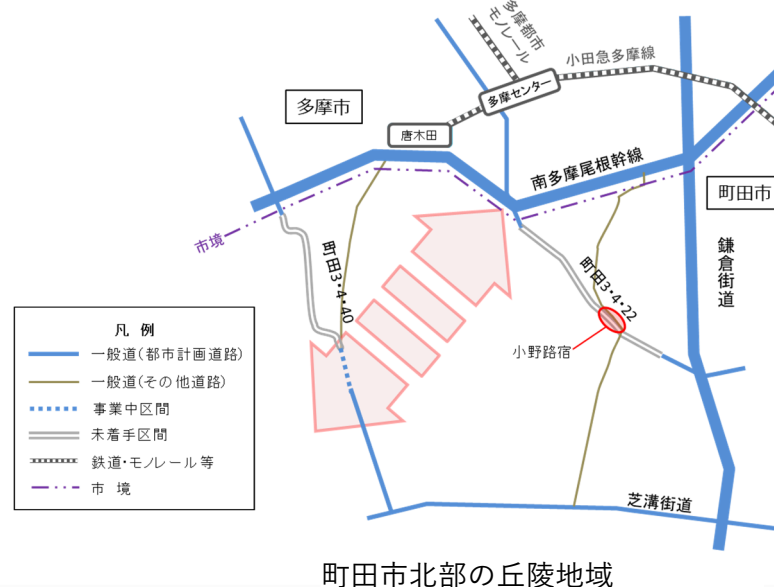 多摩都市
モノレール
小田急多摩線
多摩センター
多摩市
唐木田
南多摩尾根幹線
町田市
市境
町田3・4・40
町田3・4・22
鎌倉街道
小野路宿
凡 例
一般道(都市計画道路)
一般道(その他道路)
事業中区間
未着手区間
鉄道・モノレール等
市 境
芝溝街道
町田市北部の丘陵地域